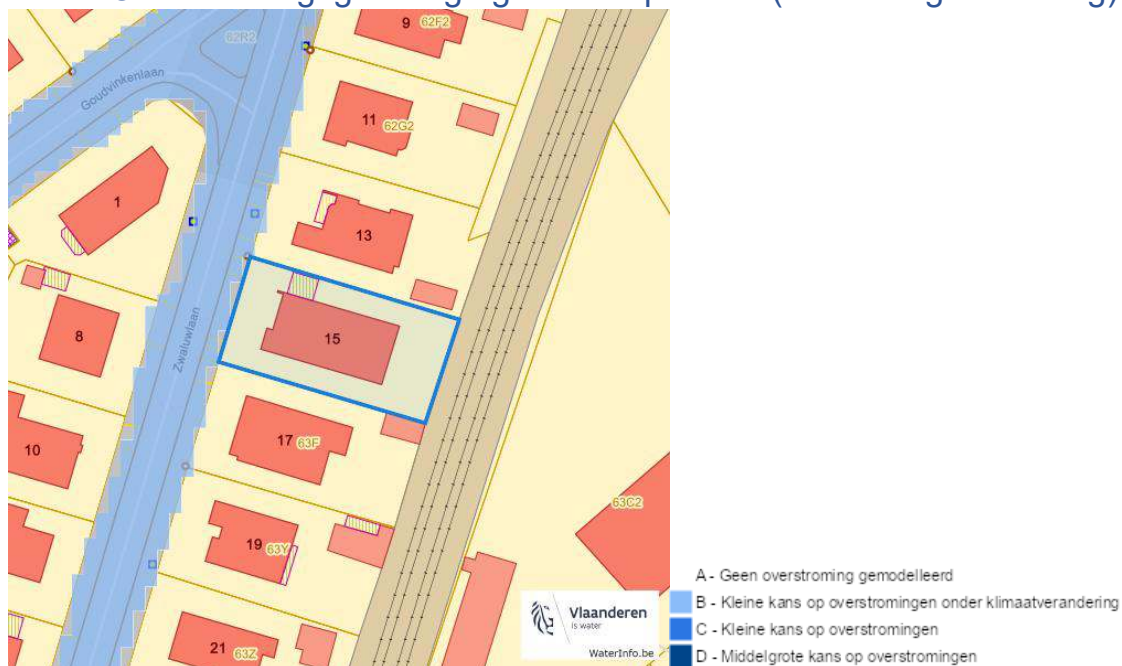 9
62F2
62R2
Goudvinkenlaan
11
62G2
1
13
15
Zwaluwlaan
8
17
63F
10
63C2
19
63Y
21
63Z
Vlaanderen
is water
WaterInfo.be
A - Geen overstroming gemodelleerd
B - Kleine kans op overstromingen onder klimaatverandering
C - Kleine kans op overstromingen
D - Middelgrote kans op overstromingen